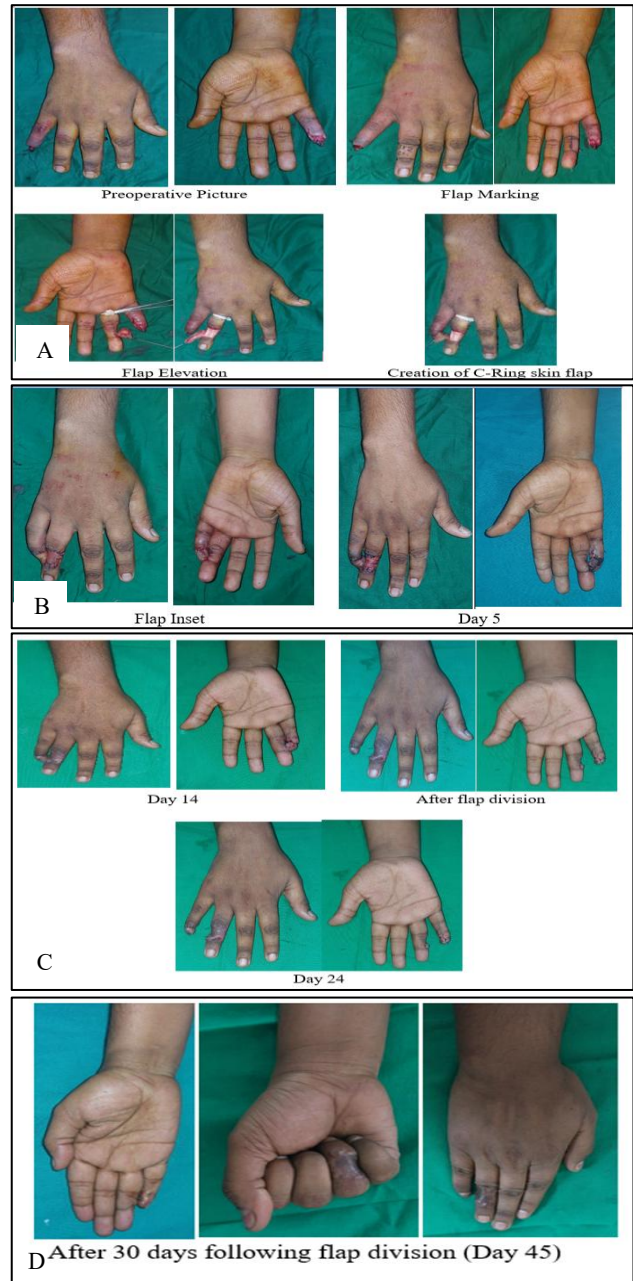 Preoperative Picture
Flap Marking
A
Flap Elevation
Creation of C-Ring skin flap
B
Flap Inset
Day 5
Day 14
After flap division
C
Day 24
D
After 30 days following flap division (Day 45)